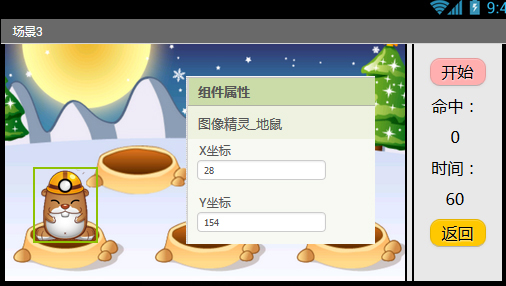 9:4
场景3
组件属性
图像精灵_地鼠
X坐标
28
Y坐标
154
开始
命中：
0
时间：
60
返回